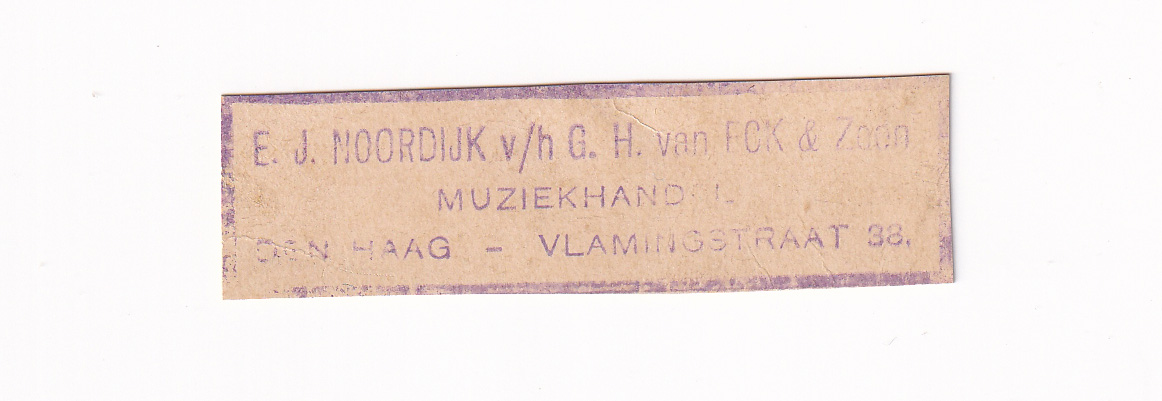 E. J. NOORDIJK v/h G. H. van ECK & Zoon
MUZIEKHANDEL
DEN HAAG – VLAMINGSTRAAT 38.